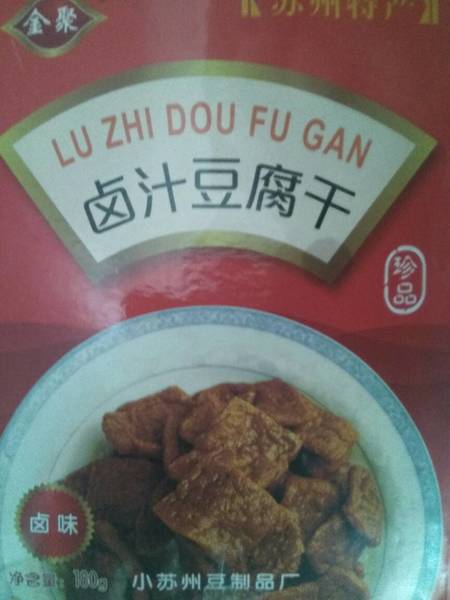 金聚
【苏州特产】
LU ZHI DOU FU GAN
卤汁豆腐干
珍品
卤味
净含量：180g
小苏州豆制品厂